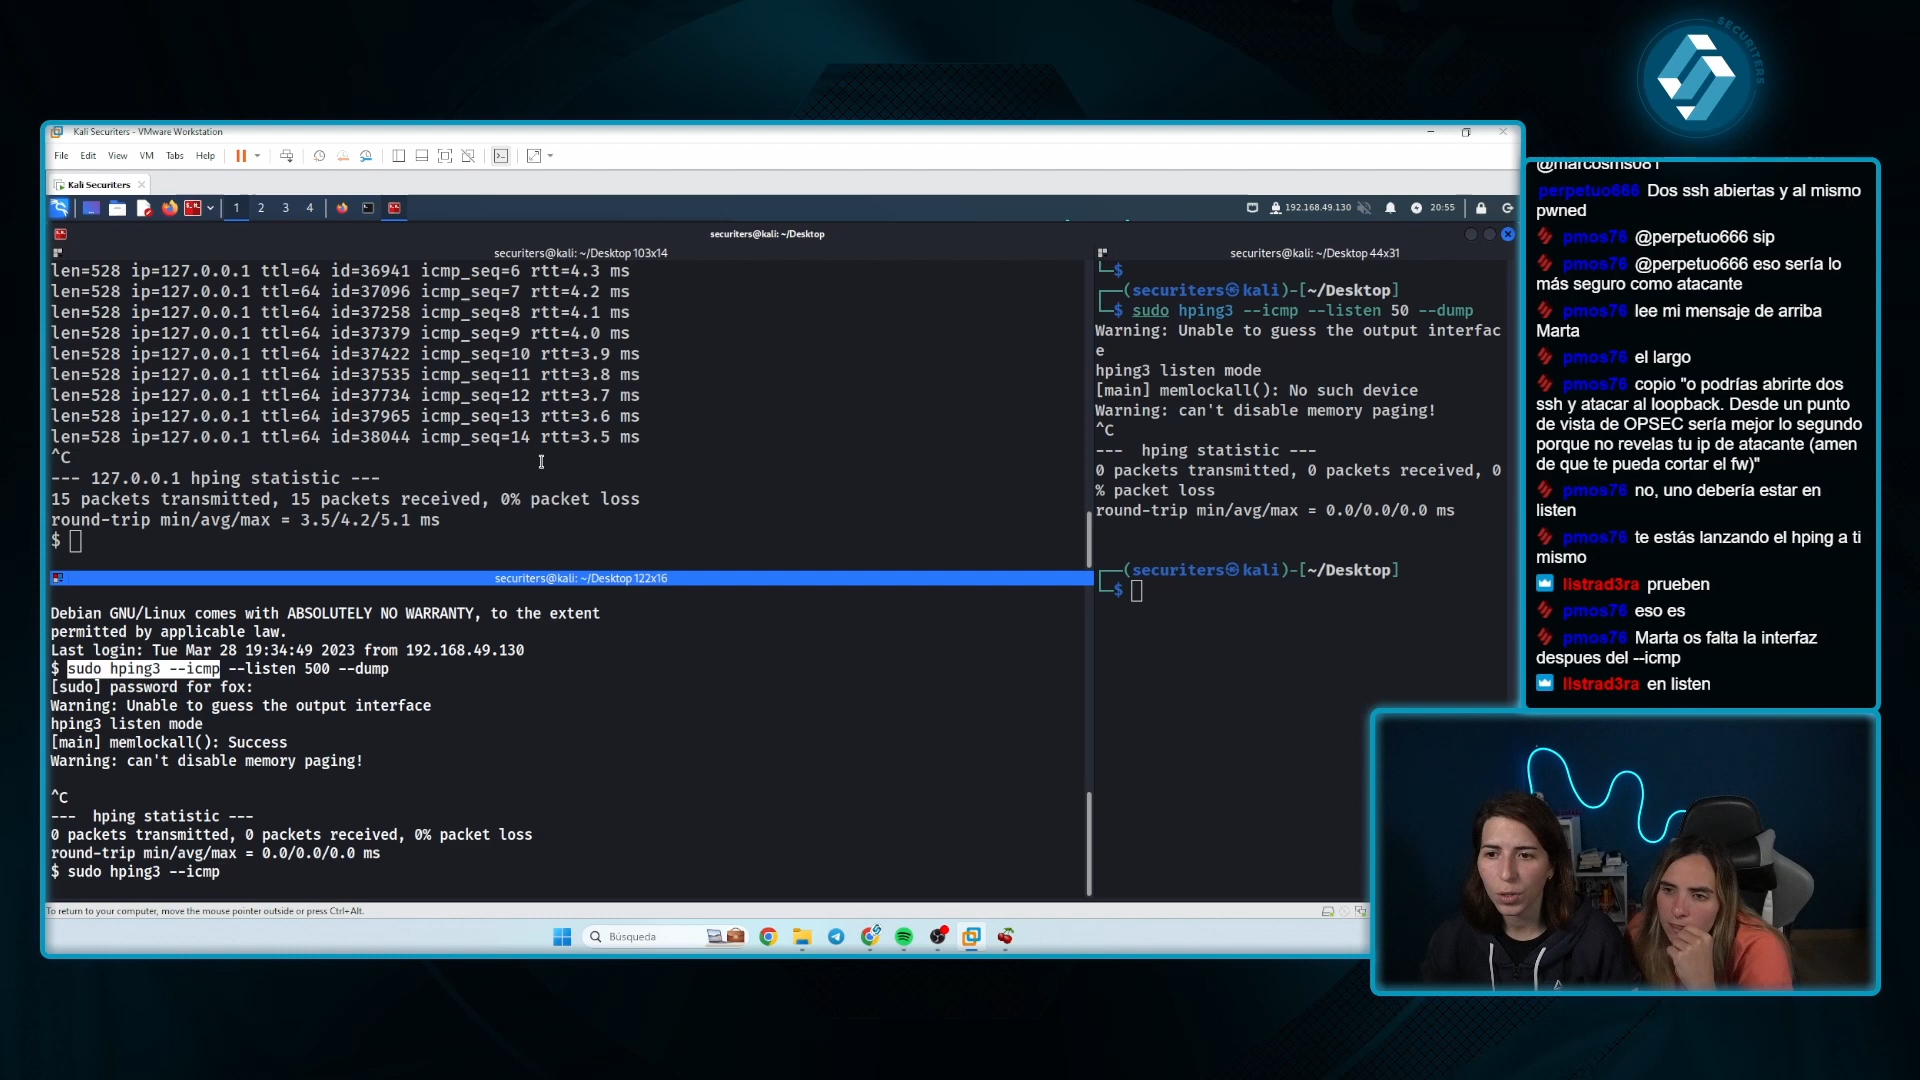 SECURITERS
Kali Securiters - VMware Workstation
File Edit View VM Tabs Help
Kali Securiters
1 2 3 4
192.168.49.130
20:55
securiters@kali: ~/Desktop
securiters@kali: ~/Desktop 103x14
len=528 ip=127.0.0.1 ttl=64 id=36941 icmp_seq=6 rtt=4.3 ms
len=528 ip=127.0.0.1 ttl=64 id=37096 icmp_seq=7 rtt=4.2 ms
len=528 ip=127.0.0.1 ttl=64 id=37258 icmp_seq=8 rtt=4.1 ms
len=528 ip=127.0.0.1 ttl=64 id=37379 icmp_seq=9 rtt=4.0 ms
len=528 ip=127.0.0.1 ttl=64 id=37422 icmp_seq=10 rtt=3.9 ms
len=528 ip=127.0.0.1 ttl=64 id=37535 icmp_seq=11 rtt=3.8 ms
len=528 ip=127.0.0.1 ttl=64 id=37734 icmp_seq=12 rtt=3.7 ms
len=528 ip=127.0.0.1 ttl=64 id=37965 icmp_seq=13 rtt=3.6 ms
len=528 ip=127.0.0.1 ttl=64 id=38044 icmp_seq=14 rtt=3.5 ms
^C
--- 127.0.0.1 hping statistic ---
15 packets transmitted, 15 packets received, 0% packet loss
round-trip min/avg/max = 3.5/4.2/5.1 ms
$
securiters@kali: ~/Desktop 122x16
Debian GNU/Linux comes with ABSOLUTELY NO WARRANTY, to the extent
permitted by applicable law.
Last login: Tue Mar 28 19:34:49 2023 from 192.168.49.130
$ sudo hping3 --icmp --listen 500 --dump
[sudo] password for fox:
Warning: Unable to guess the output interface
hping3 listen mode
[main] memlockall(): Success
Warning: can't disable memory paging!
^C
--- hping statistic ---
0 packets transmitted, 0 packets received, 0% packet loss
round-trip min/avg/max = 0.0/0.0/0.0 ms
$ sudo hping3 --icmp
securiters@kali: ~/Desktop 44x31
$
(securiters㉿kali)-[~/Desktop]
$ sudo hping3 --icmp --listen 50 --dump
Warning: Unable to guess the output interfac
e
hping3 listen mode
[main] memlockall(): No such device
Warning: can't disable memory paging!
^C
--- hping statistic ---
0 packets transmitted, 0 packets received, 0
% packet loss
round-trip min/avg/max = 0.0/0.0/0.0 ms
(securiters㉿kali)-[~/Desktop]
$
To return to your computer, move the mouse pointer outside or press Ctrl+Alt.
Búsqueda
@marcosms081
perpetuo666 Dos ssh abiertas y al mismo
pwned
pmos76 @perpetuo666 sip
pmos76 @perpetuo666 eso sería lo
más seguro como atacante
pmos76 lee mi mensaje de arriba
Marta
pmos76 el largo
pmos76 copio "o podrías abrirte dos
ssh y atacar al loopback. Desde un punto
de vista de OPSEC sería mejor lo segundo
porque no revelas tu ip de atacante (amen
de que te pueda cortar el fw)"
pmos76 no, uno debería estar en
listen
pmos76 te estás lanzando el hping a ti
mismo
listrad3ra prueben
pmos76 eso es
pmos76 Marta os falta la interfaz
despues del --icmp
listrad3ra en listen